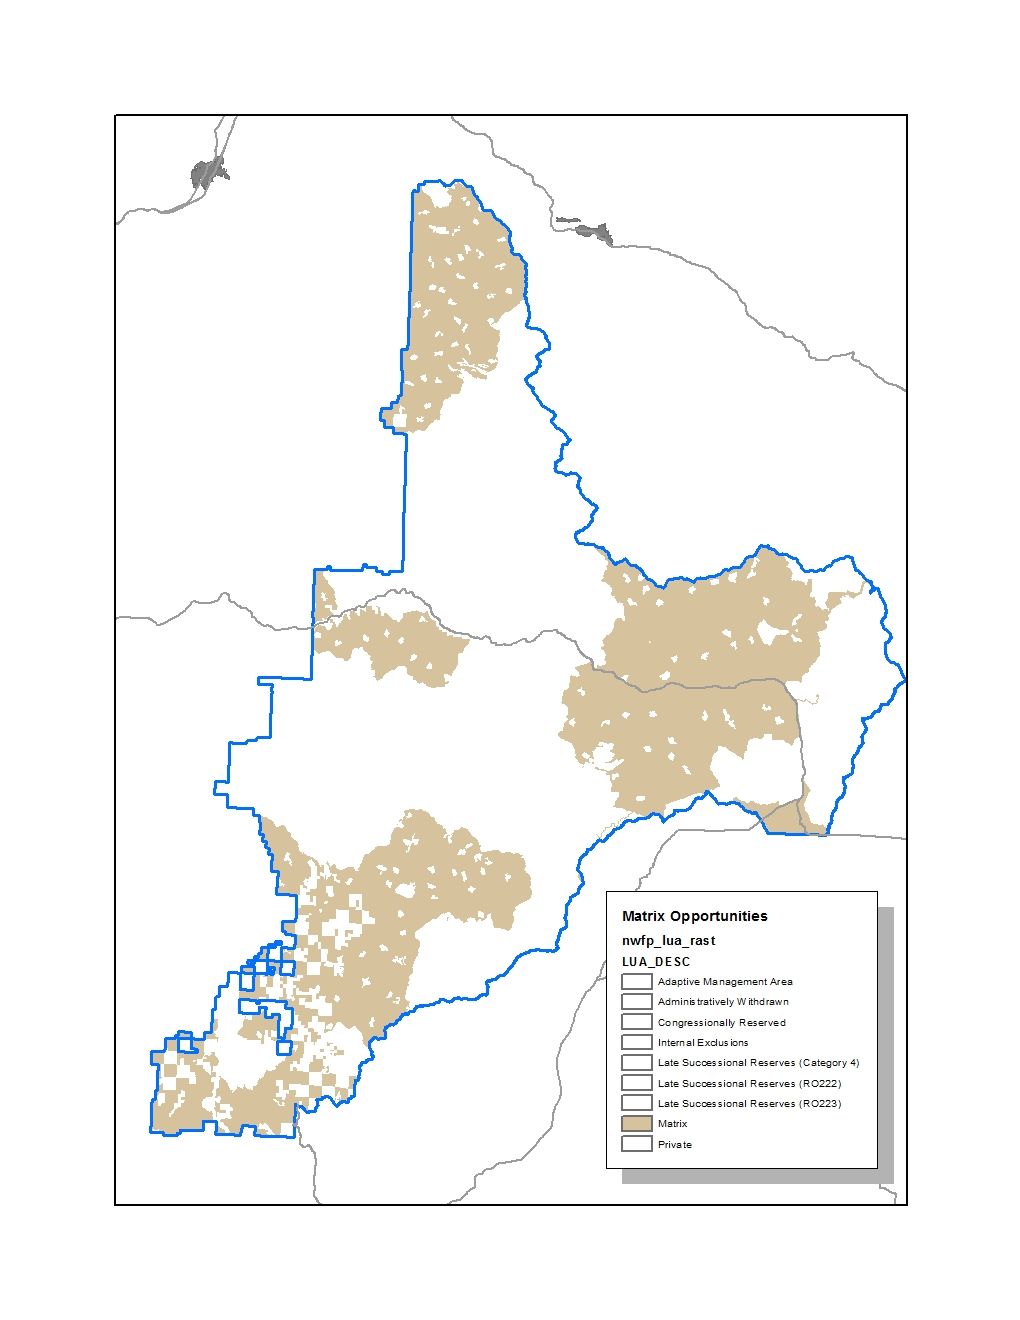 Matrix Opportunities
nwfp_lua_rast
LUA_DESC
Adaptive Management Area
Administratively Withdrawn
Congressionally Reserved
Internal Exclusions
Late Successional Reserves (Category 4)
Late Successional Reserves (RO222)
Late Successional Reserves (RO223)
Matrix
Private